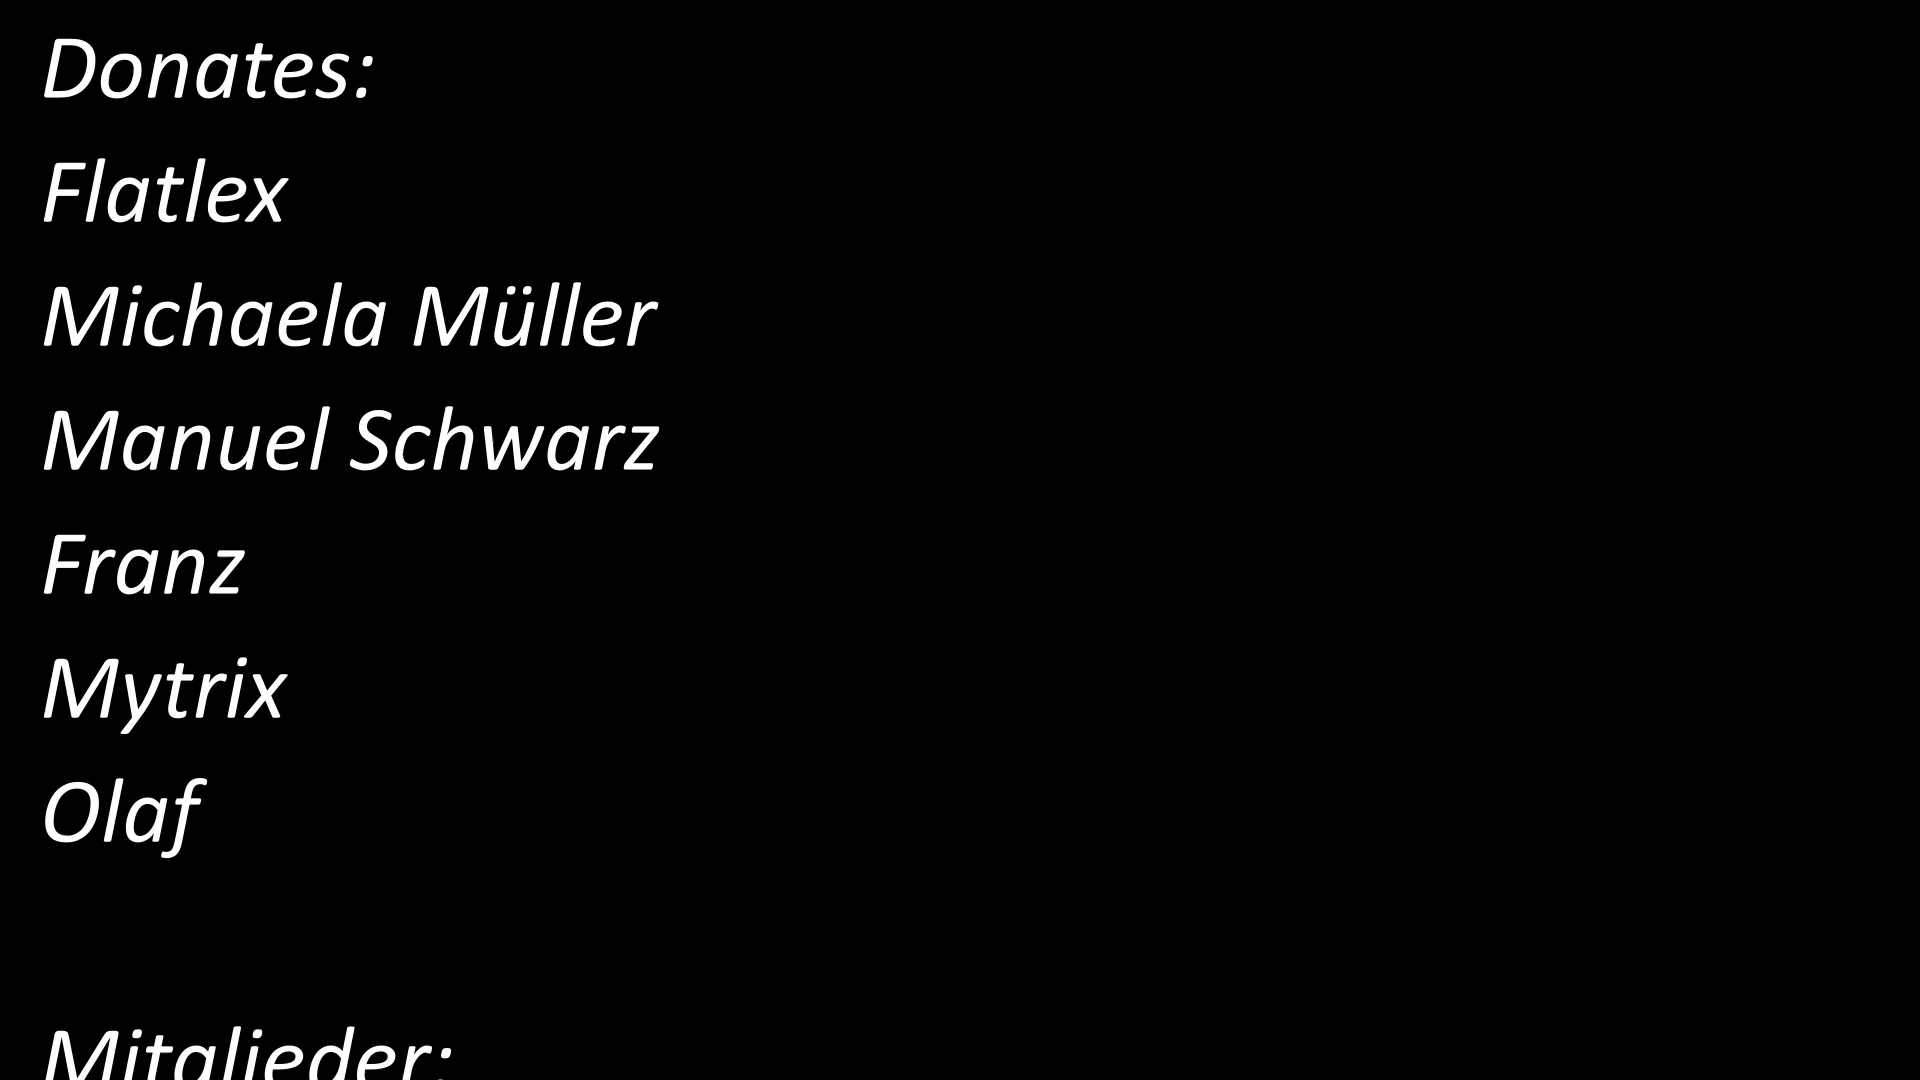 Donates:
Flatlex
Michaela Müller
Manuel Schwarz
Franz
Mytrix
Olaf
Mitglieder: